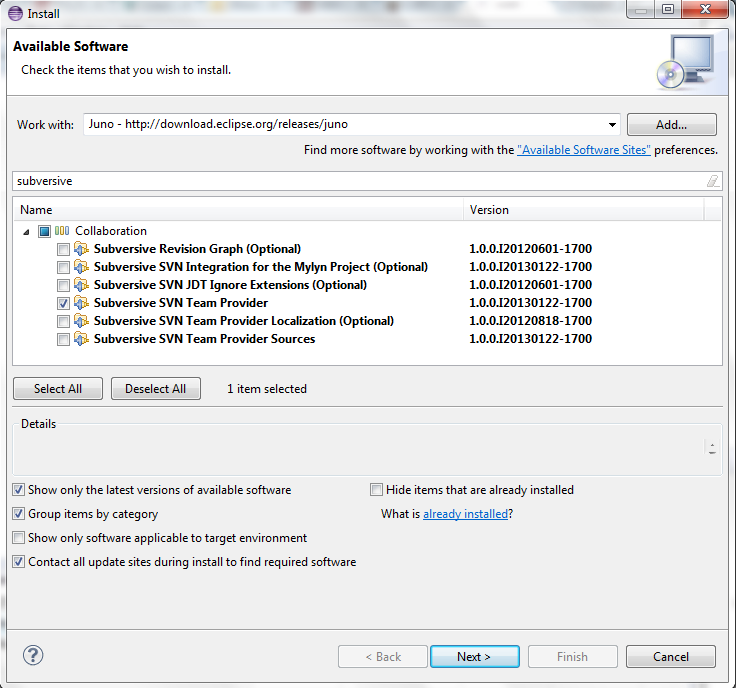 Install
Available Software
Check the items that you wish to install.
Work with: Juno - http://download.eclipse.org/releases/juno Add...
Find more software by working with the "Available Software Sites" preferences.
subversive
Name Version
Collaboration
Subversive Revision Graph (Optional) 1.0.0.I20120601-1700
Subversive SVN Integration for the Mylyn Project (Optional) 1.0.0.I20130122-1700
Subversive SVN JDT Ignore Extensions (Optional) 1.0.0.I20120601-1700
Subversive SVN Team Provider 1.0.0.I20130122-1700
Subversive SVN Team Provider Localization (Optional) 1.0.0.I20120818-1700
Subversive SVN Team Provider Sources 1.0.0.I20130122-1700
Select All Deselect All 1 item selected
Details
Show only the latest versions of available software Hide items that are already installed
Group items by category What is already installed?
Show only software applicable to target environment
Contact all update sites during install to find required software
? < Back Next > Finish Cancel